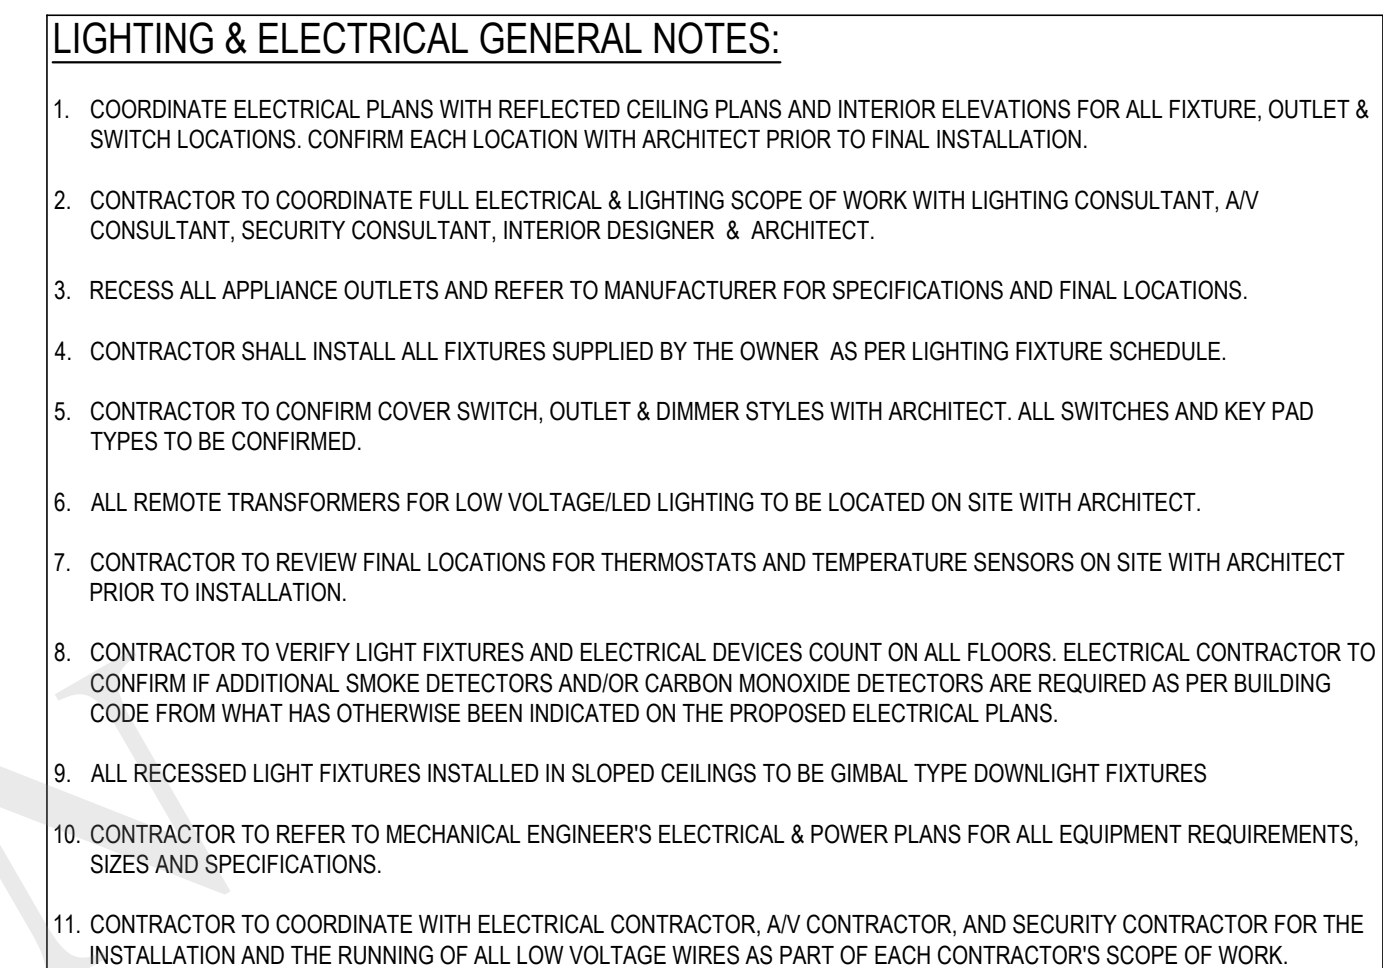 LIGHTING & ELECTRICAL GENERAL NOTES:
1. COORDINATE ELECTRICAL PLANS WITH REFLECTED CEILING PLANS AND INTERIOR ELEVATIONS FOR ALL FIXTURE, OUTLET &
SWITCH LOCATIONS. CONFIRM EACH LOCATION WITH ARCHITECT PRIOR TO FINAL INSTALLATION.
2. CONTRACTOR TO COORDINATE FULL ELECTRICAL & LIGHTING SCOPE OF WORK WITH LIGHTING CONSULTANT, A/V
CONSULTANT, SECURITY CONSULTANT, INTERIOR DESIGNER & ARCHITECT.
3. RECESS ALL APPLIANCE OUTLETS AND REFER TO MANUFACTURER FOR SPECIFICATIONS AND FINAL LOCATIONS.
4. CONTRACTOR SHALL INSTALL ALL FIXTURES SUPPLIED BY THE OWNER AS PER LIGHTING FIXTURE SCHEDULE.
5. CONTRACTOR TO CONFIRM COVER SWITCH, OUTLET & DIMMER STYLES WITH ARCHITECT. ALL SWITCHES AND KEY PAD
TYPES TO BE CONFIRMED.
6. ALL REMOTE TRANSFORMERS FOR LOW VOLTAGE/LED LIGHTING TO BE LOCATED ON SITE WITH ARCHITECT.
7. CONTRACTOR TO REVIEW FINAL LOCATIONS FOR THERMOSTATS AND TEMPERATURE SENSORS ON SITE WITH ARCHITECT
PRIOR TO INSTALLATION.
8. CONTRACTOR TO VERIFY LIGHT FIXTURES AND ELECTRICAL DEVICES COUNT ON ALL FLOORS. ELECTRICAL CONTRACTOR TO
CONFIRM IF ADDITIONAL SMOKE DETECTORS AND/OR CARBON MONOXIDE DETECTORS ARE REQUIRED AS PER BUILDING
CODE FROM WHAT HAS OTHERWISE BEEN INDICATED ON THE PROPOSED ELECTRICAL PLANS.
9. ALL RECESSED LIGHT FIXTURES INSTALLED IN SLOPED CEILINGS TO BE GIMBAL TYPE DOWNLIGHT FIXTURES
10. CONTRACTOR TO REFER TO MECHANICAL ENGINEER'S ELECTRICAL & POWER PLANS FOR ALL EQUIPMENT REQUIREMENTS,
SIZES AND SPECIFICATIONS.
11. CONTRACTOR TO COORDINATE WITH ELECTRICAL CONTRACTOR, A/V CONTRACTOR, AND SECURITY CONTRACTOR FOR THE
INSTALLATION AND THE RUNNING OF ALL LOW VOLTAGE WIRES AS PART OF EACH CONTRACTOR'S SCOPE OF WORK.